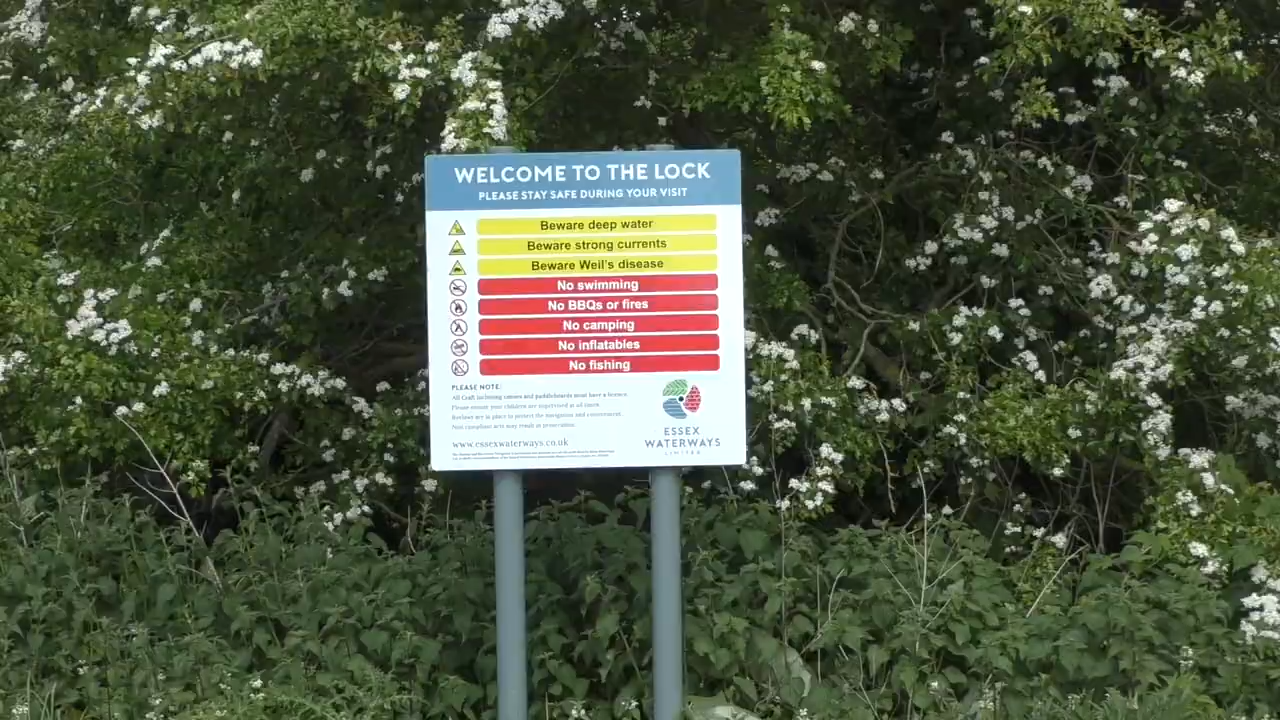 WELCOME TO THE LOCK
PLEASE STAY SAFE DURING YOUR VISIT
Beware deep water
Beware strong currents
Beware Weil's disease
No swimming
No BBQs or fires
No camping
No inflatables
No fishing
PLEASE NOTE:
All Craft including canoes and paddleboards must have a licence.
Please ensure your children are supervised at all times.
Byelaws are in place to protect the navigation and environment.
Non compliant acts may result in prosecution.
www.essexwaterways.co.uk
ESSEX
WATERWAYS
LIMITED